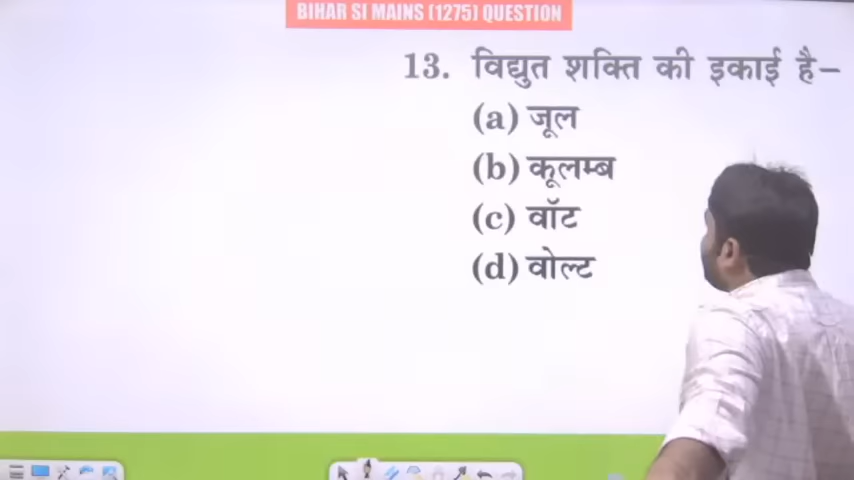 BIHAR SI MAINS (1275) QUESTION
13. विद्युत शक्ति की इकाई है–
(a) जूल
(b) कूलम्ब
(c) वॉट
(d) वोल्ट